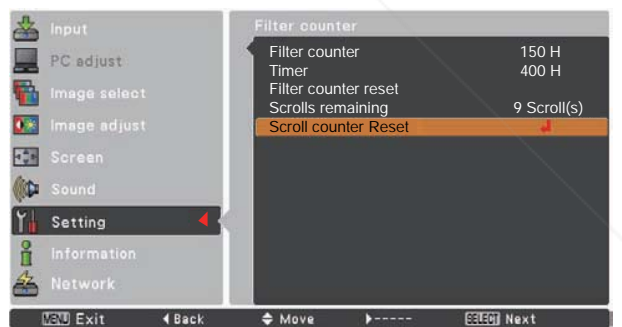 Input
PC adjust
Image select
Image adjust
Screen
Sound
Setting
Information
Network
Filter counter
Filter counter 150 H
Timer 400 H
Filter counter reset
Scrolls remaining 9 Scroll(s)
Scroll counter Reset
MENU Exit Back Move ----- SELECT Next